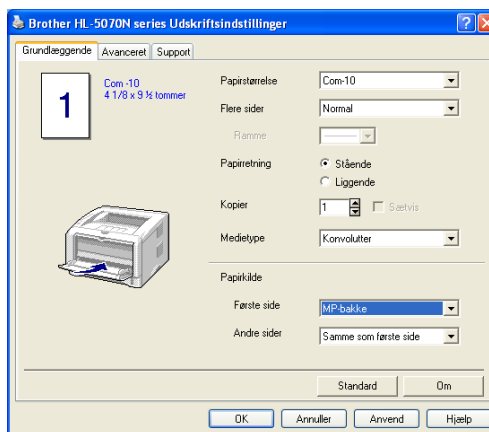 Brother HL-5070N series Udskriftsindstillinger
Grundlæggende Avanceret Support
1
Com -10
4 1/8 x 9 ½ tommer
Papirstørrelse Com-10
Flere sider Normal
Ramme
Papirretning Stående
Liggende
Kopier 1 Sætvis
Medietype Konvolutter
Papirkilde
Første side MP-bakke
Andre sider Samme som første side
Standard Om
OK Annuller Anvend Hjælp